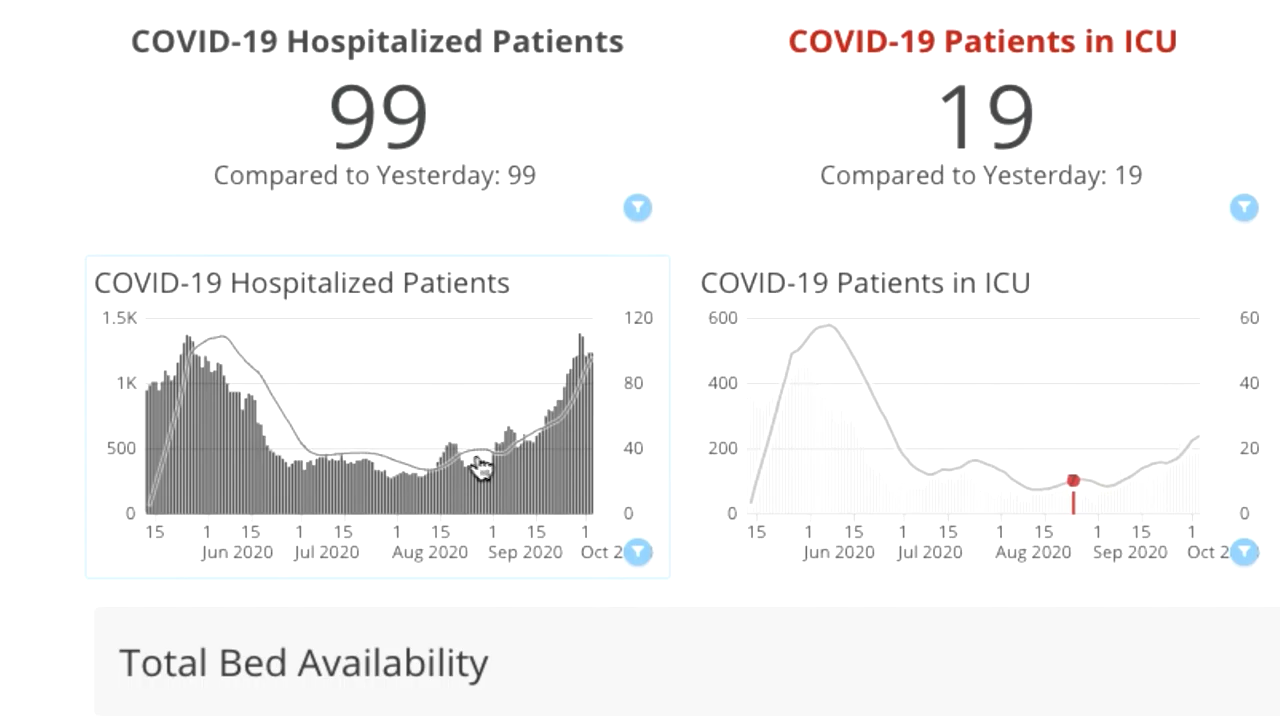 COVID-19 Hospitalized Patients
99
Compared to Yesterday: 99
COVID-19 Patients in ICU
19
Compared to Yesterday: 19
COVID-19 Hospitalized Patients
1.5K 120
1K 80
500 40
0 0
15 1 15 1 15 1 15 1 15 1
Jun 2020 Jul 2020 Aug 2020 Sep 2020 Oct 2
COVID-19 Patients in ICU
600 60
400 40
200 20
0 0
15 1 15 1 15 1 15 1 15 1
Jun 2020 Jul 2020 Aug 2020 Sep 2020 Oct 2
Total Bed Availability